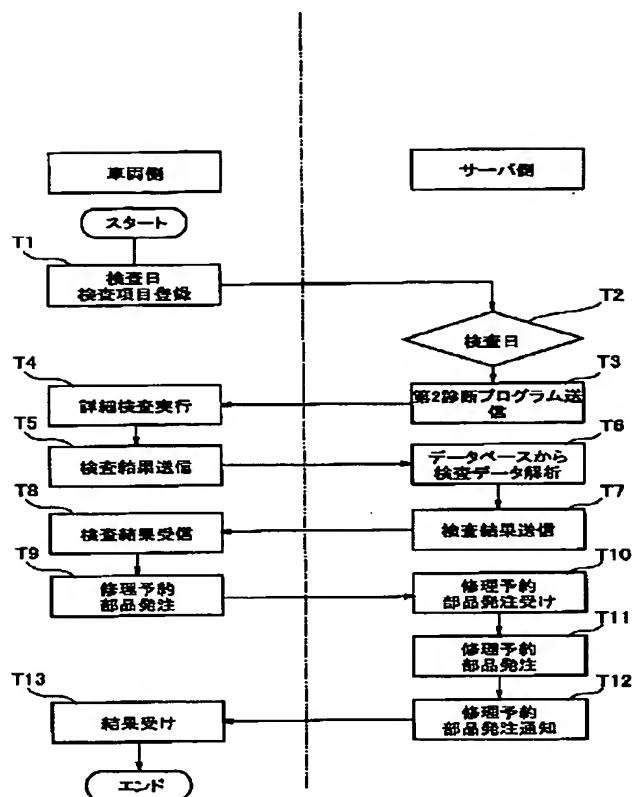 車両側
サーバ側
スタート
T1
検査日
検査項目登録
T2
検査日
T3
第2診断プログラム送
信
T4
詳細検査実行
T5
検査結果送信
T6
データベースから
検査データ解析
T7
検査結果送信
T8
検査結果受信
T9
修理予約
部品発注
T10
修理予約
部品発注受け
T11
修理予約
部品発注
T12
修理予約
部品発注通知
T13
結果受け
エンド